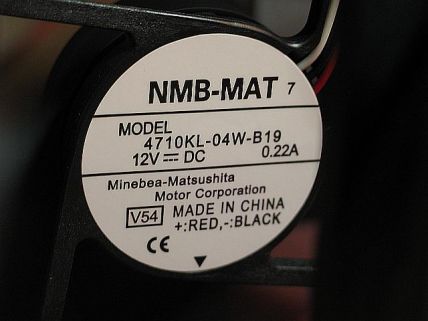 NMB-MAT 7
MODEL
4710KL-04W-B19
12V⎓DC 0.22A
Minebea-Matsushita
Motor Corporation
V54 MADE IN CHINA
+:RED,-:BLACK
CE